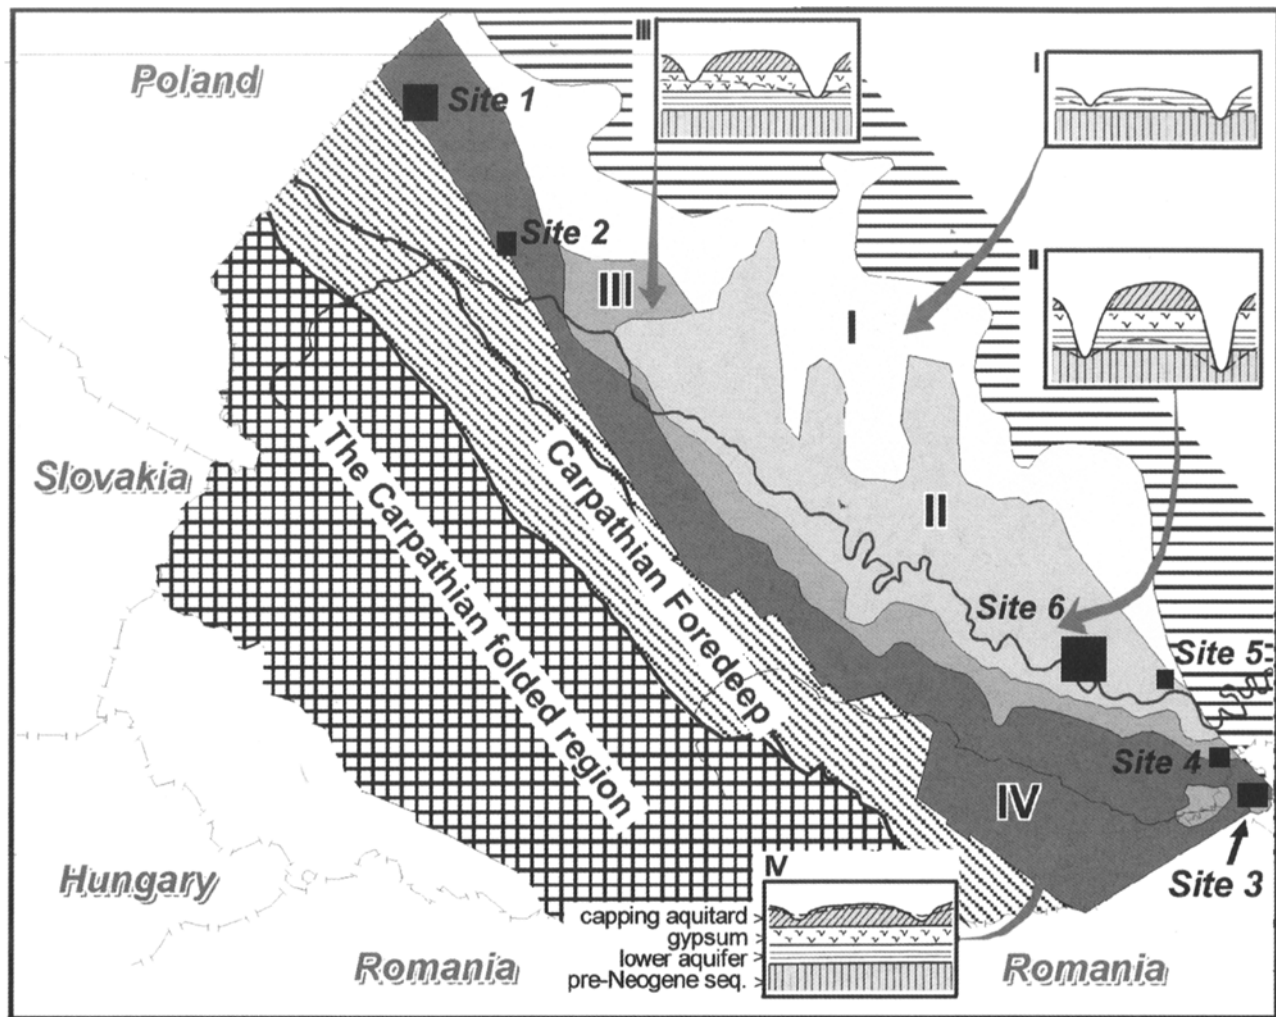 III
I
Poland
Site 1
Site 2
II
III
I
Slovakia
Carpathian Foredeep
II
The Carpathian folded region
Site 6
Site 5
Site 4
IV
Site 3
Hungary
IV
capping aquitard
gypsum
lower aquifer
pre-Neogene seq.
Romania
Romania